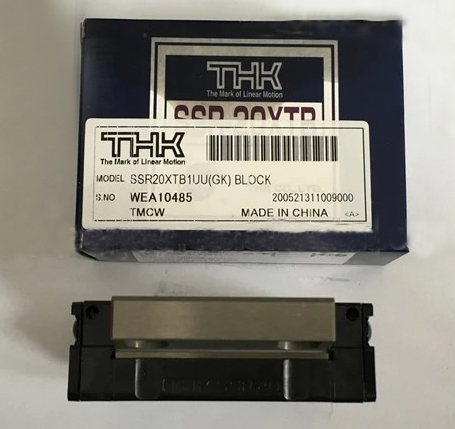 THK
The Mark of Linear Motion
SSR 20XTB
THK
The Mark of Linear Motion
MODEL SSR20XTB1UU(GK) BLOCK
S.NO WEA10485 200521311009000
TMCW MADE IN CHINA <A>